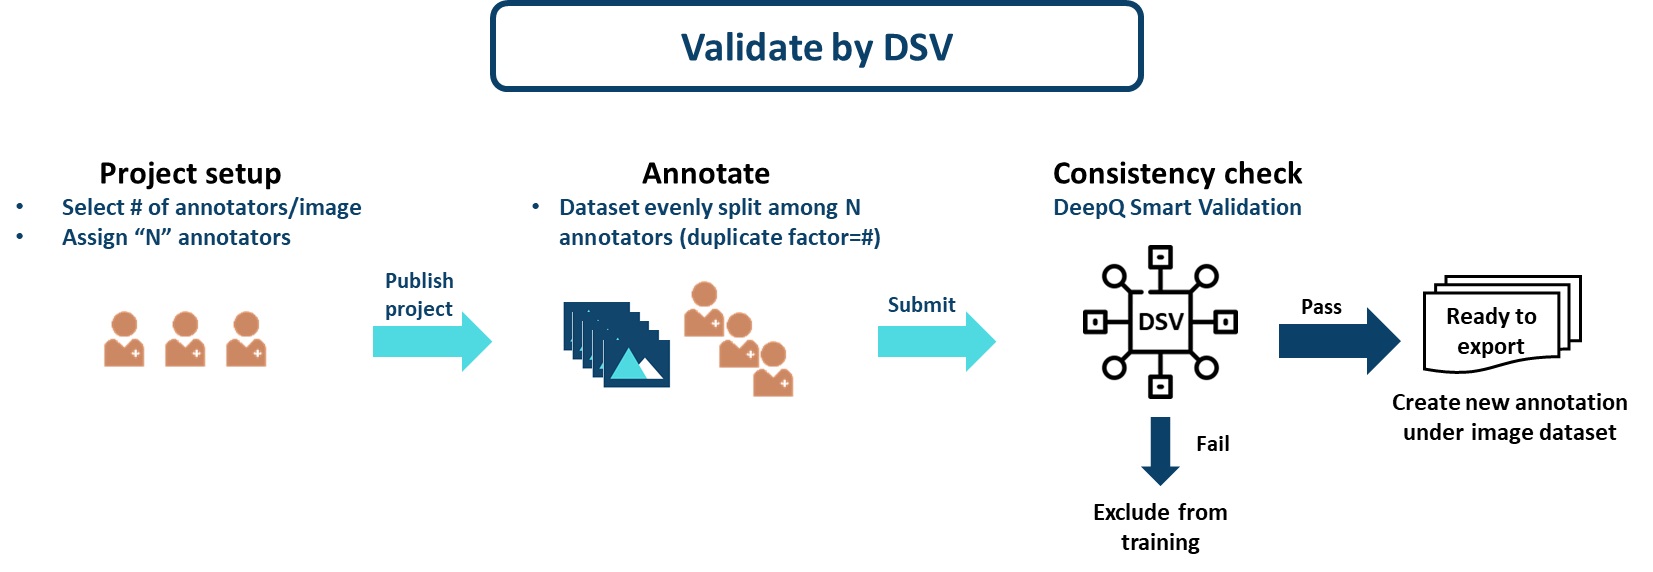 Validate by DSV
Project setup
• Select # of annotators/image
• Assign “N” annotators
Publish
project
Annotate
• Dataset evenly split among N
annotators (duplicate factor=#)
Submit
Consistency check
DeepQ Smart Validation
DSV
Pass
Ready to
export
Create new annotation
under image dataset
Fail
Exclude from
training